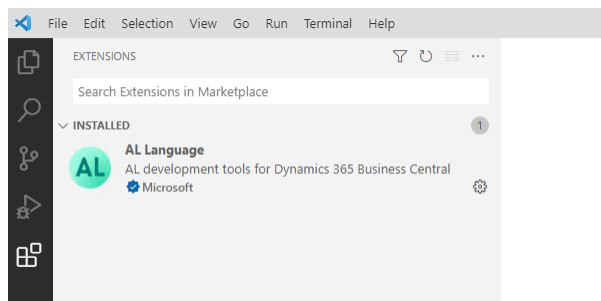 File Edit Selection View Go Run Terminal Help
EXTENSIONS
Search Extensions in Marketplace
INSTALLED 1
AL
AL Language
AL development tools for Dynamics 365 Business Central
Microsoft